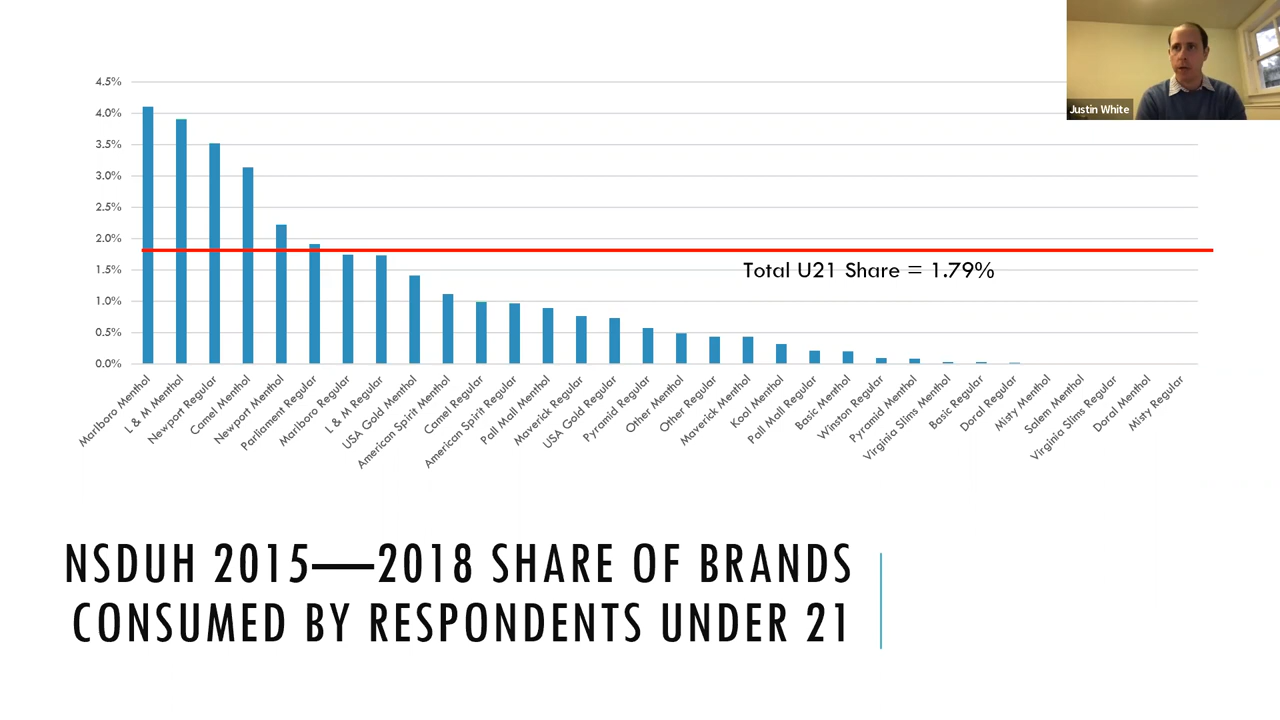 Justin White
4.5%
4.0%
3.5%
3.0%
2.5%
2.0%
1.5%
1.0%
0.5%
0.0%
Total U21 Share = 1.79%
Marlboro Menthol
L & M Menthol
Newport Regular
Camel Menthol
Newport Menthol
Parliament Regular
Marlboro Regular
L & M Regular
USA Gold Menthol
American Spirit Menthol
Camel Regular
American Spirit Regular
Pall Mall Menthol
Maverick Regular
USA Gold Regular
Pyramid Regular
Other Menthol
Other Regular
Maverick Menthol
Kool Menthol
Pall Mall Regular
Basic Menthol
Winston Regular
Pyramid Menthol
Virginia Slims Menthol
Basic Regular
Doral Regular
Misty Menthol
Salem Menthol
Virginia Slims Regular
Doral Menthol
Misty Regular
NSDUH 2015—2018 SHARE OF BRANDS
CONSUMED BY RESPONDENTS UNDER 21